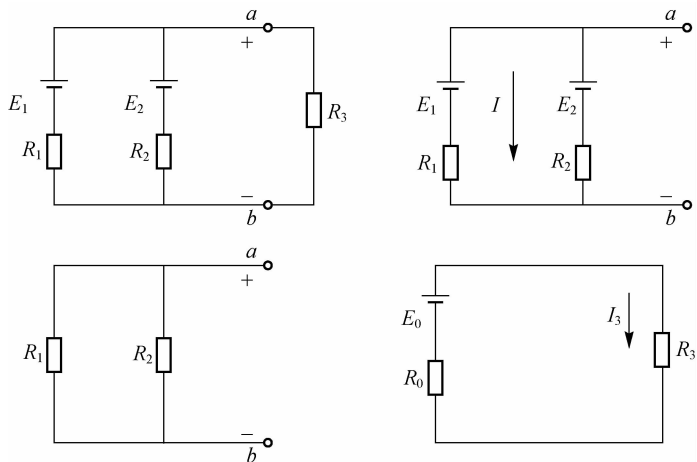 a
+
E₁
E₂
R₁
R₂
R₃
−
b
a
+
E₁
I
E₂
R₁
R₂
−
b
a
+
R₁
R₂
−
b
E₀
I₃
R₃
R₀